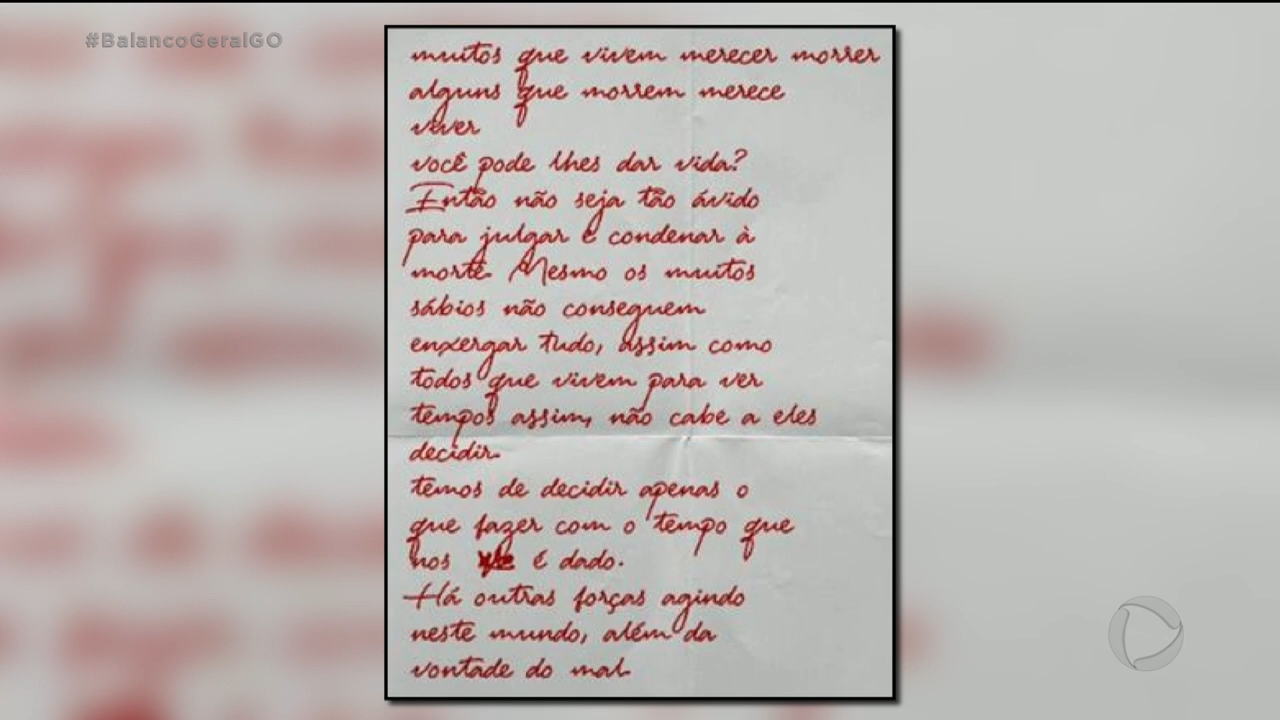 #BalancoGeralGO
muitos que vivem merecer morrer
alguns que morrem merece
viver
você pode lhes dar vida?
Então não seja tão ávido
para julgar e condenar à
morte. Mesmo os muitos
sábios não conseguem
enxergar tudo, assim como
todos que vivem para ver
tempos assim, não cabe a eles
decidir.
temos de decidir apenas o
que fazer com o tempo que
nos é dado.
Há outras forças agindo
neste mundo, além da
vontade do mal.